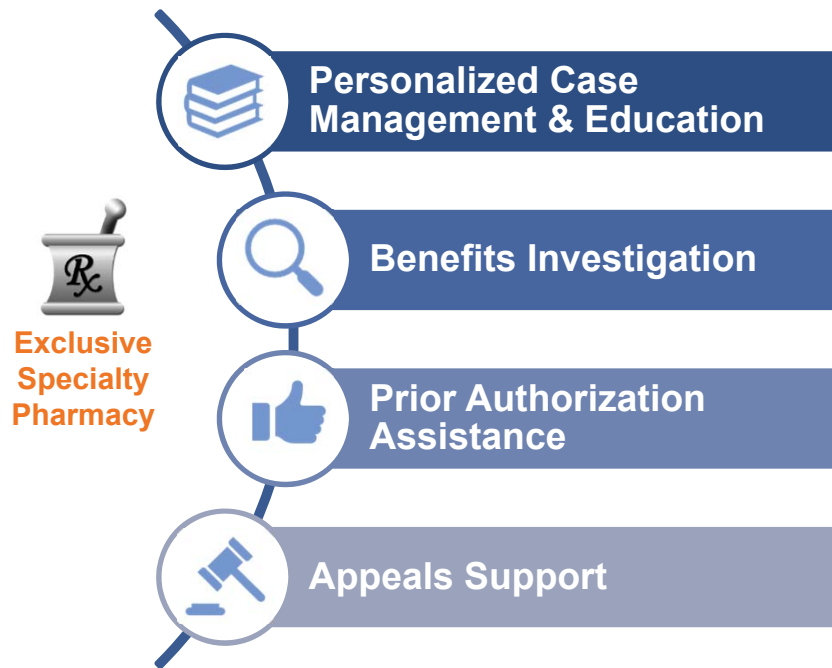 Personalized Case
Management & Education
Benefits Investigation
Rx
Exclusive
Specialty
Pharmacy
Prior Authorization
Assistance
Appeals Support